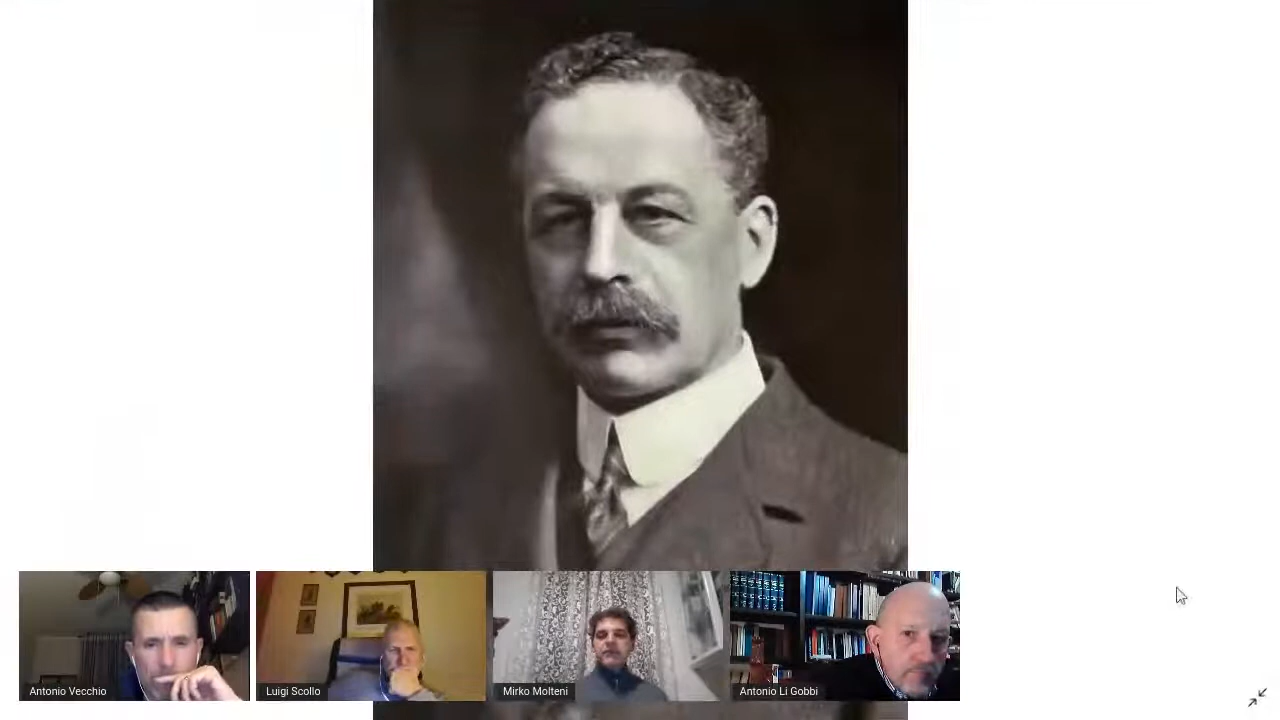 Antonio Vecchio
Luigi Scollo
Mirko Molteni
Antonio Li Gobbi